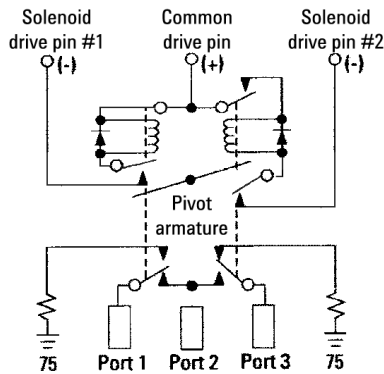 Solenoid
drive pin #1
(-)
Common
drive pin
(+)
Solenoid
drive pin #2
(-)
Pivot
armature
75
Port 1
Port 2
Port 3
75